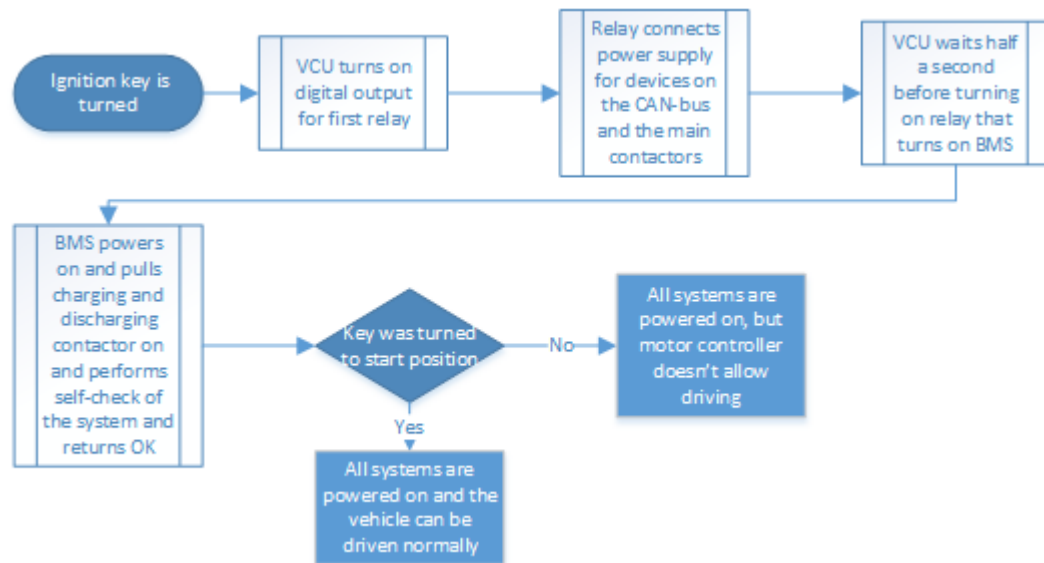 Ignition key is
turned
VCU turns on
digital output
for first relay
Relay connects
power supply
for devices on
the CAN-bus
and the main
contactors
VCU waits half
a second
before turning
on relay that
turns on BMS
BMS powers
on and pulls
charging and
discharging
contactor on
and performs
self-check of
the system and
returns OK
Key was turned
to start position
No
All systems are
powered on, but
motor controller
doesn't allow
driving
Yes
All systems are
powered on and the
vehicle can be
driven normally